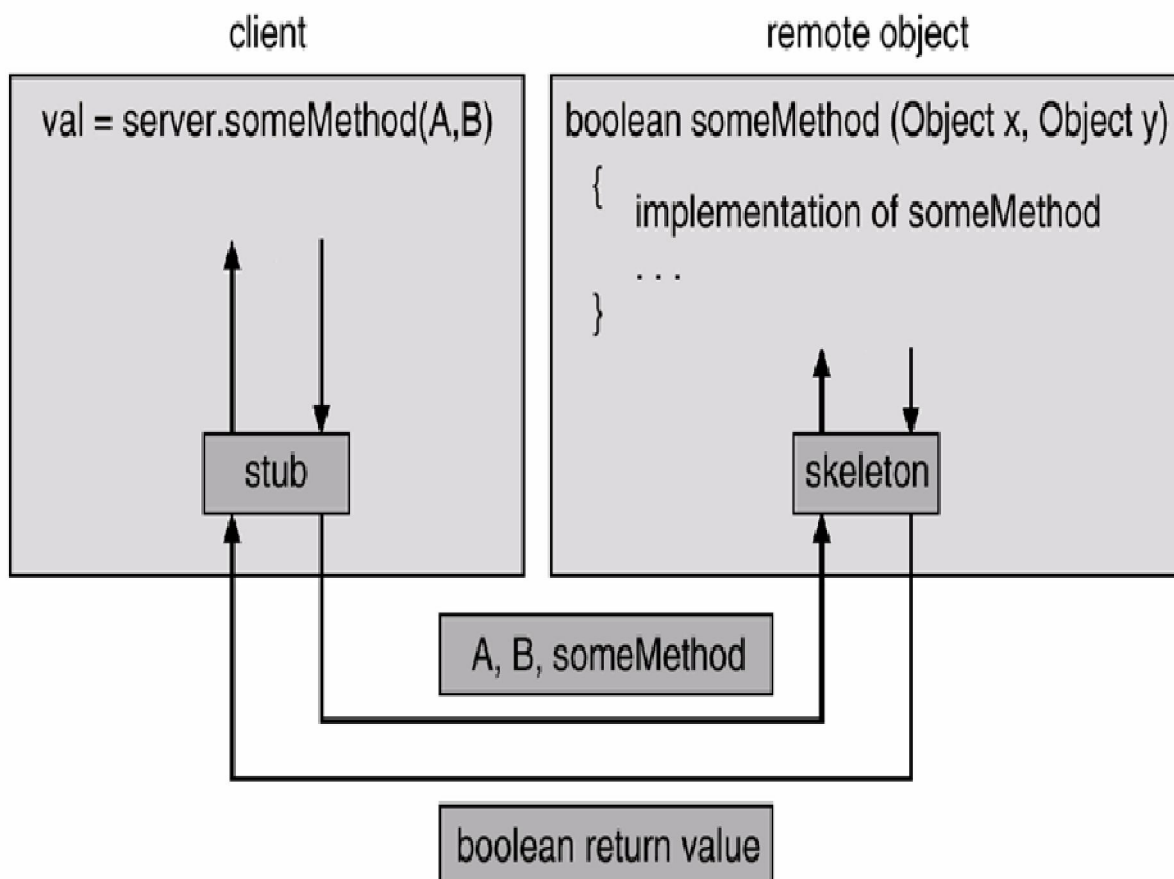 client
val = server.someMethod(A,B)
stub
remote object
boolean someMethod (Object x, Object y)
{
implementation of someMethod
. . .
}
skeleton
A, B, someMethod
boolean return value